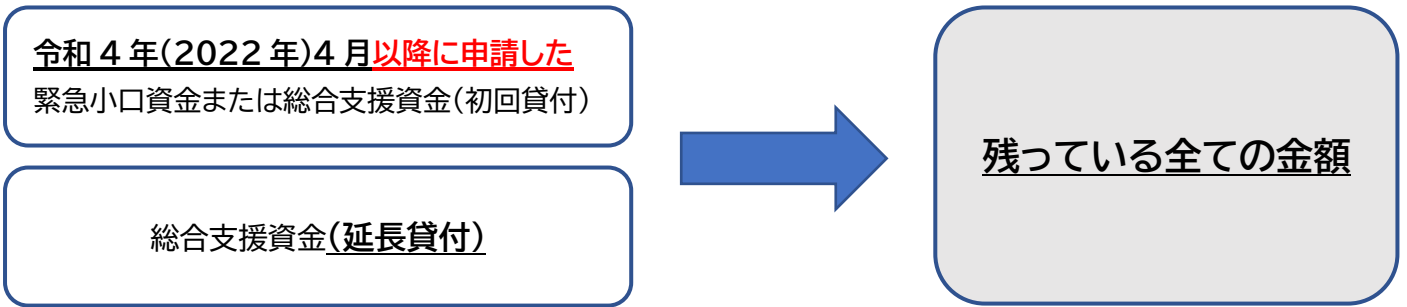 令和4年(2022年)4月以降に申請した
緊急小口資金または総合支援資金(初回貸付)
総合支援資金(延長貸付)
残っている全ての金額